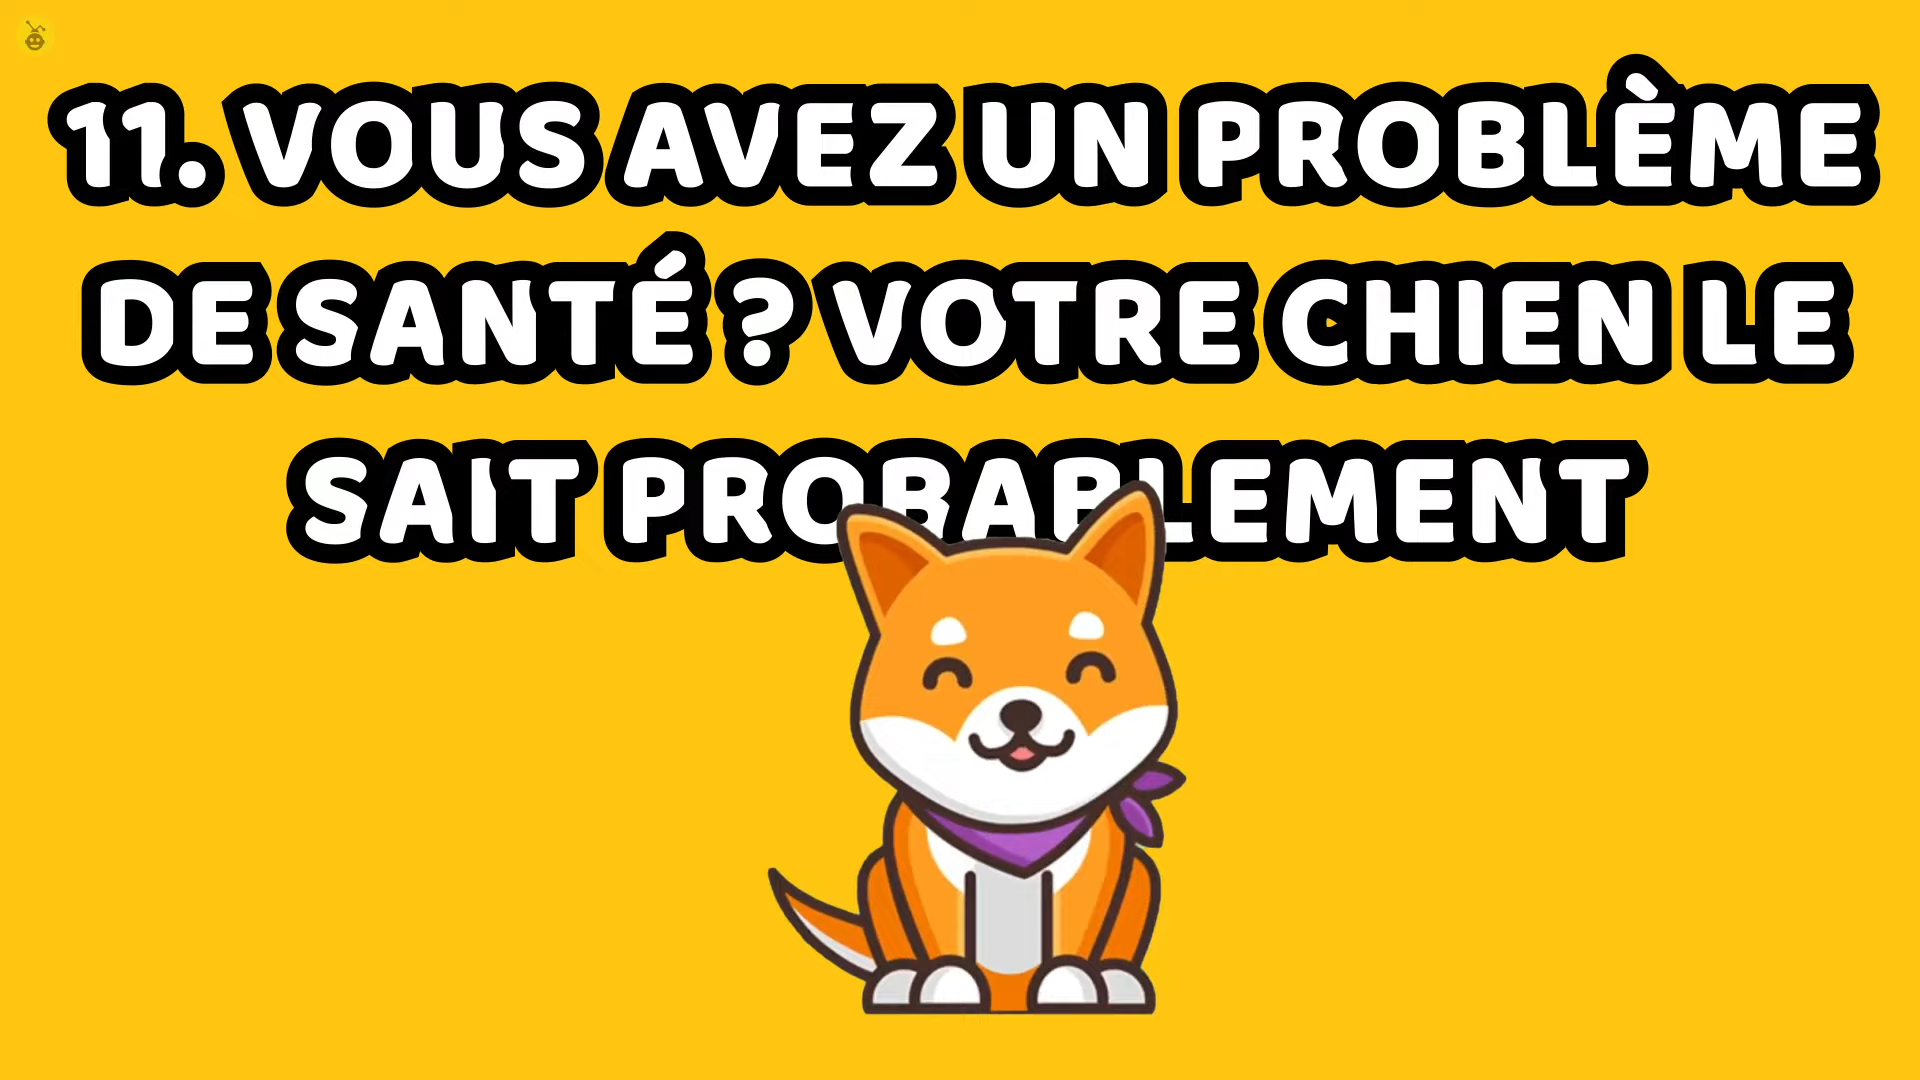 11. VOUS AVEZ UN PROBLÈME
DE SANTÉ ? VOTRE CHIEN LE
SAIT PROBABLEMENT